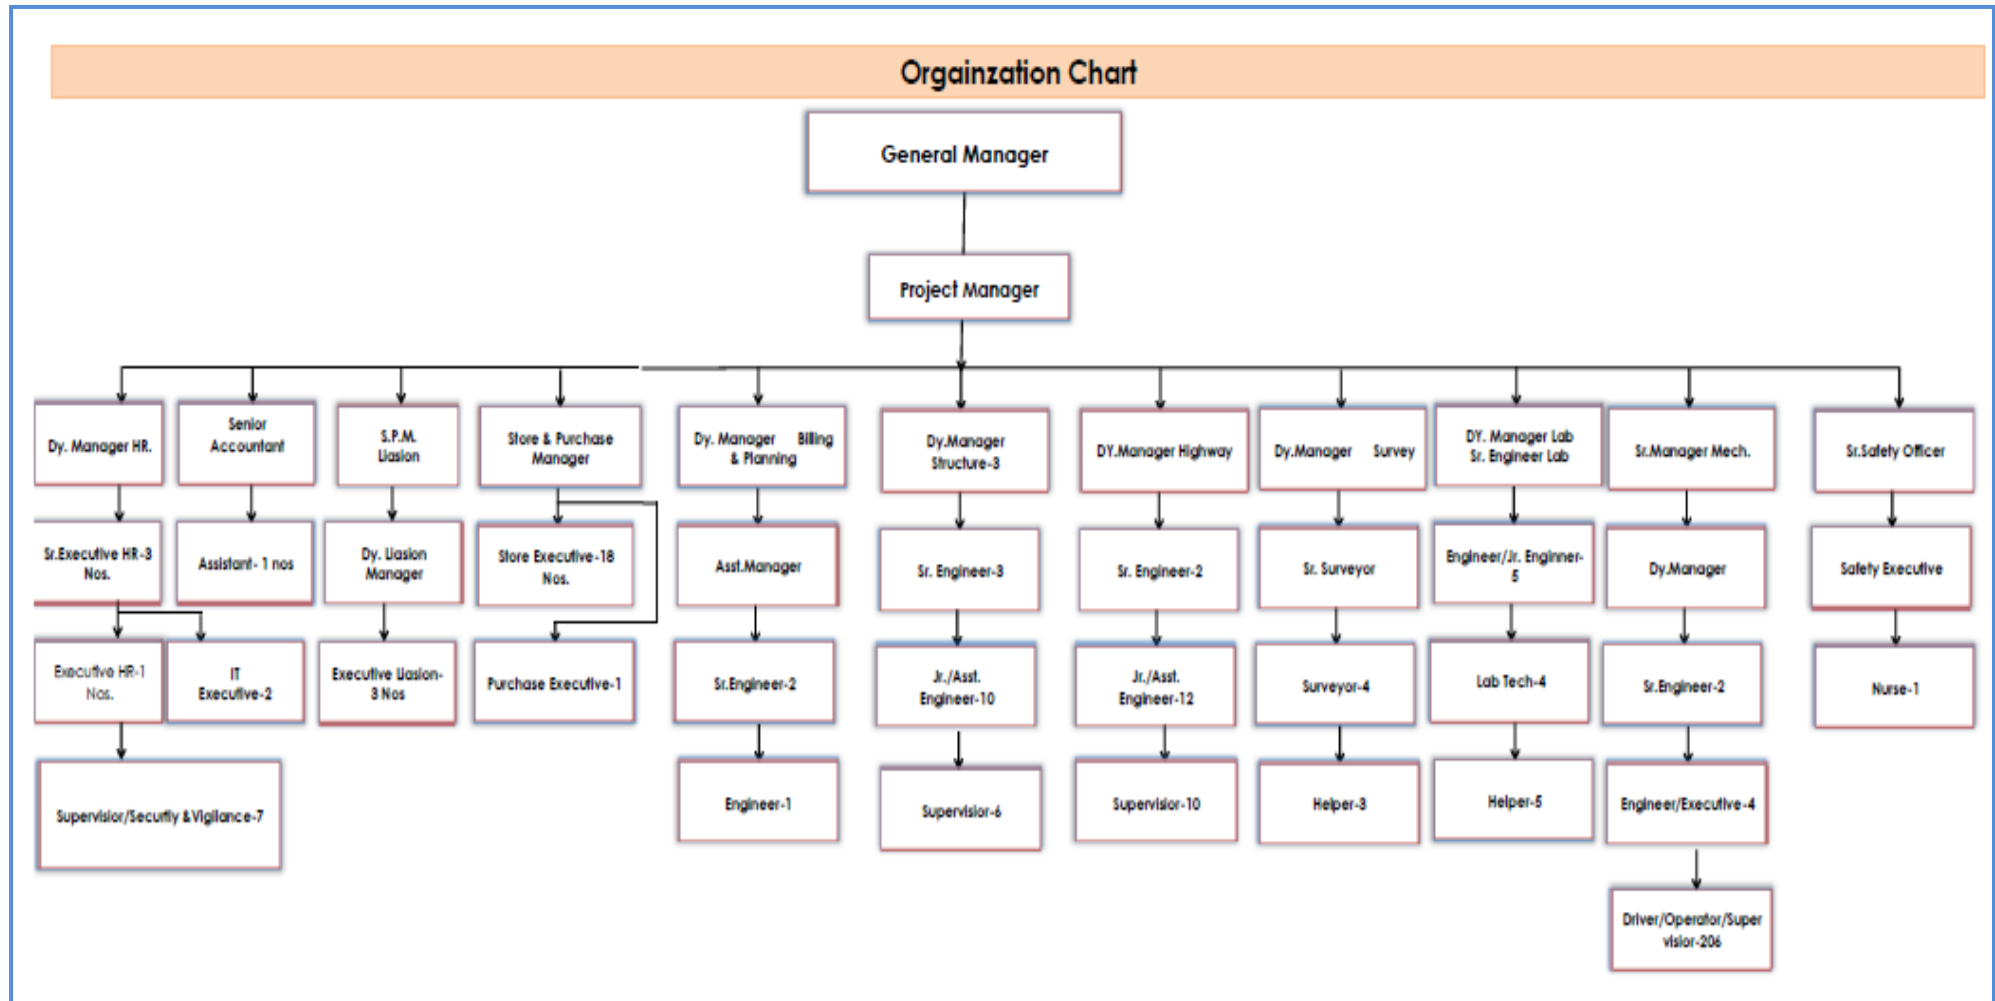 Orgainzation Chart
General Manager
Project Manager
Dy. Manager HR.
Senior
Accountant
S.P.M.
Liasion
Store & Purchase
Manager
Dy. Manager Billing
& Planning
Dy.Manager
Structure-3
DY.Manager Highway
Dy.Manager Survey
DY. Manager Lab
Sr. Engineer Lab
Sr.Manager Mech.
Sr.Safety Officer
Sr.Executive HR-3
Nos.
Assistant- 1 nos
Dy. Liasion
Manager
Store Executive-18
Nos.
Asst.Manager
Sr. Engineer-3
Sr. Engineer-2
Sr. Surveyor
Engineer/Jr. Enginner-
5
Dy.Manager
Safety Executive
Executive HR-1
Nos.
IT
Executive-2
Executive Liasion-
3 Nos
Purchase Executive-1
Sr.Engineer-2
Jr./Asst.
Engineer-10
Jr./Asst.
Engineer-12
Surveyor-4
Lab Tech-4
Sr.Engineer-2
Nurse-1
Supervisior/Securtiy &Vigilance-7
Engineer-1
Supervisior-6
Supervisior-10
Helper-3
Helper-5
Engineer/Executive-4
Driver/Operator/Super
visior-206